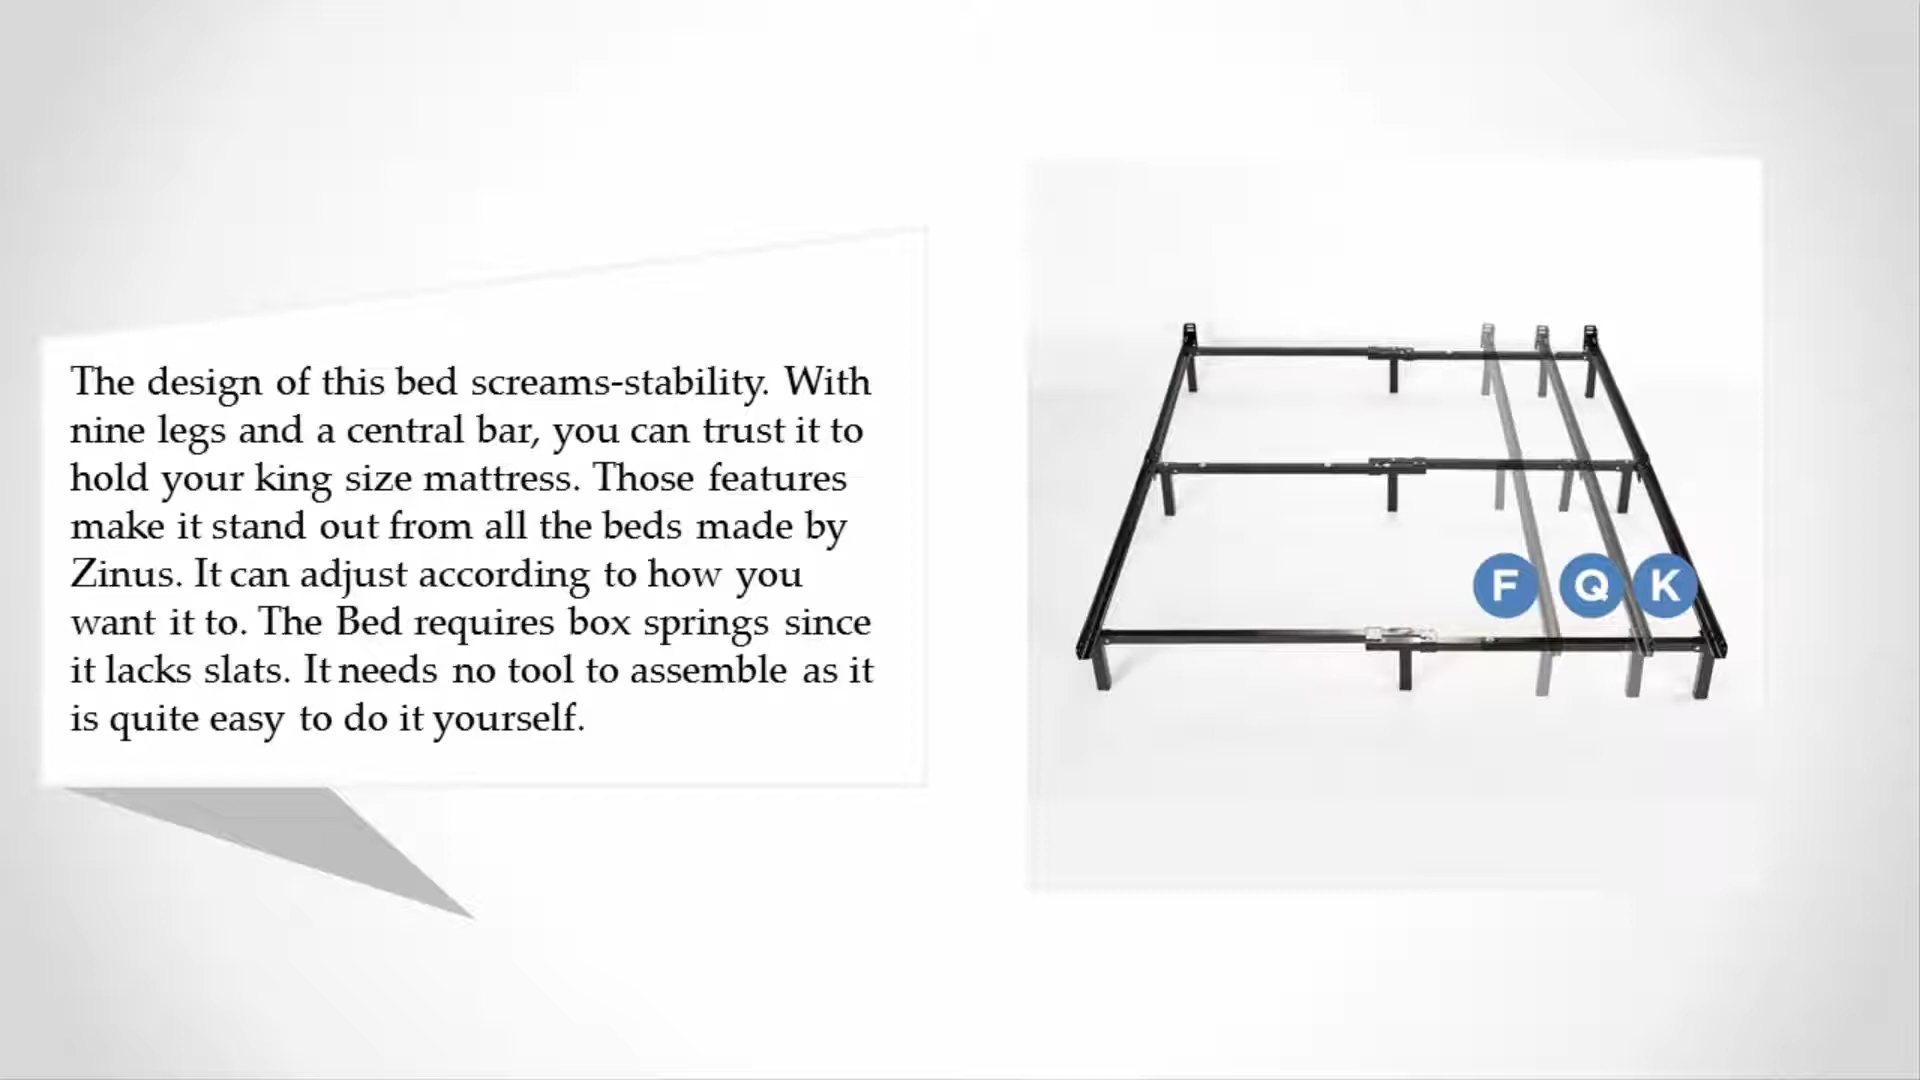 The design of this bed screams-stability. With
nine legs and a central bar, you can trust it to
hold your king size mattress. Those features
make it stand out from all the beds made by
Zinus. It can adjust according to how you
want it to. The Bed requires box springs since
it lacks slats. It needs no tool to assemble as it
is quite easy to do it yourself.
F Q K